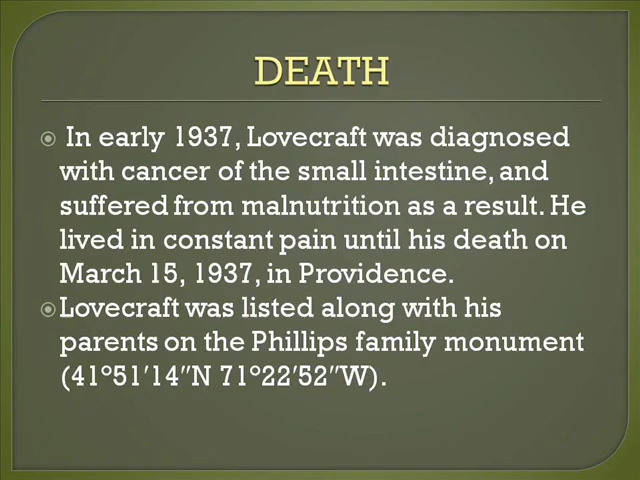 DEATH
In early 1937, Lovecraft was diagnosed
with cancer of the small intestine, and
suffered from malnutrition as a result. He
lived in constant pain until his death on
March 15, 1937, in Providence.
Lovecraft was listed along with his
parents on the Phillips family monument
(41°51′14″N 71°22′52″W).